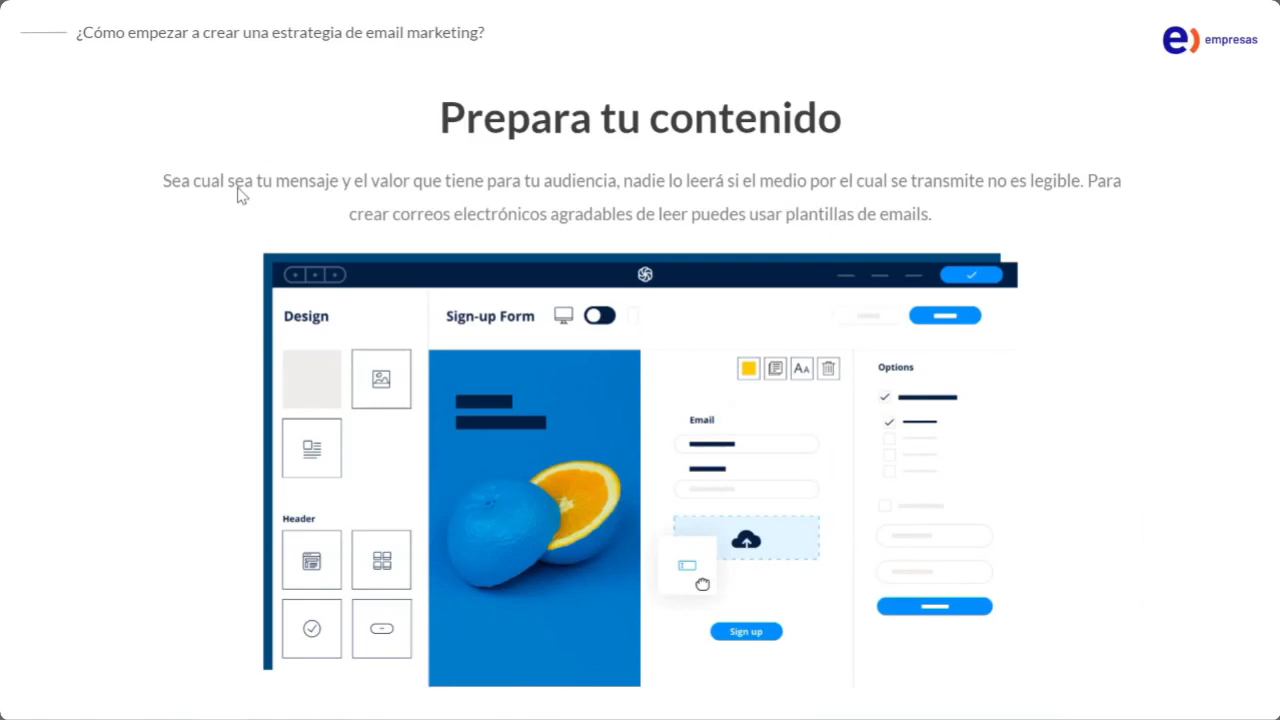 ¿Cómo empezar a crear una estrategia de email marketing?
e) empresas
Prepara tu contenido
Sea cual sea tu mensaje y el valor que tiene para tu audiencia, nadie lo leerá si el medio por el cual se transmite no es legible. Para
crear correos electrónicos agradables de leer puedes usar plantillas de emails.
Design
Sign-up Form
AA
Options
Email
Header
Sign up